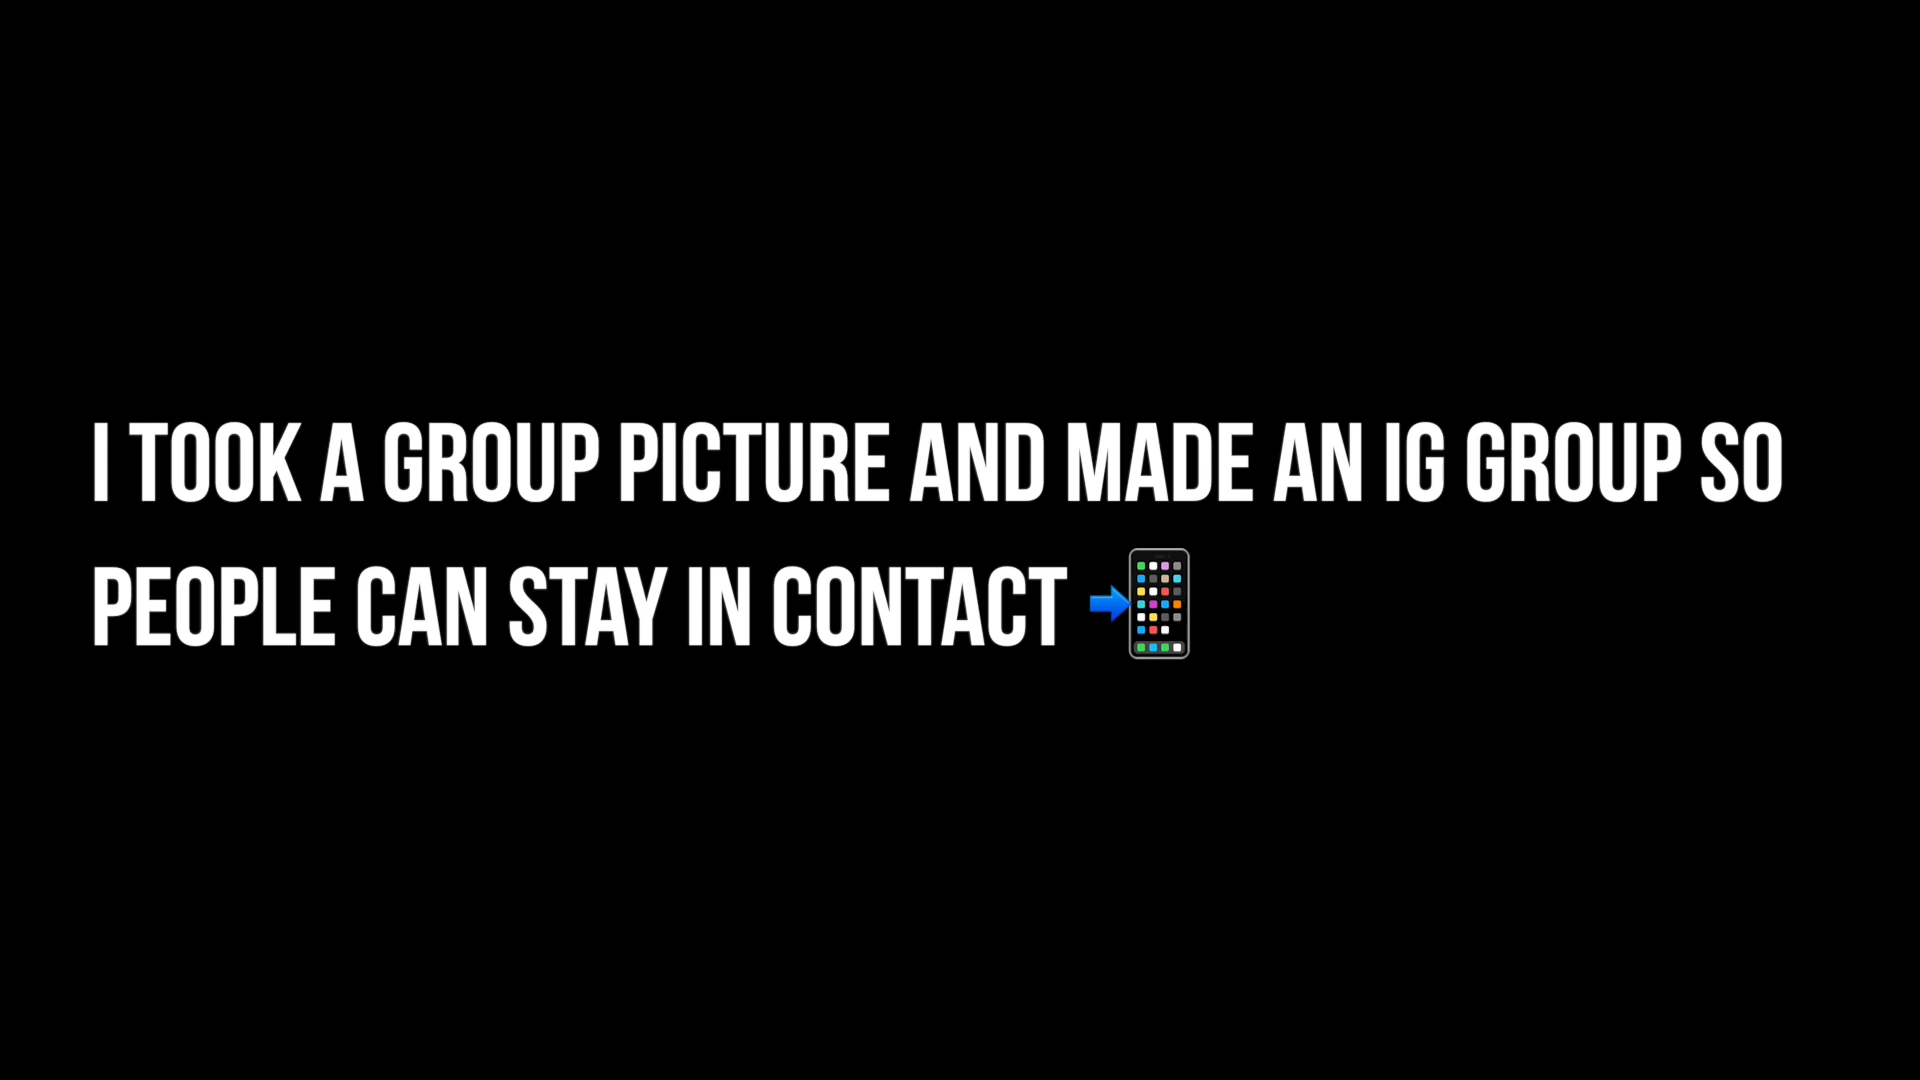 I TOOK A GROUP PICTURE AND MADE AN IG GROUP SO
PEOPLE CAN STAY IN CONTACT 📲